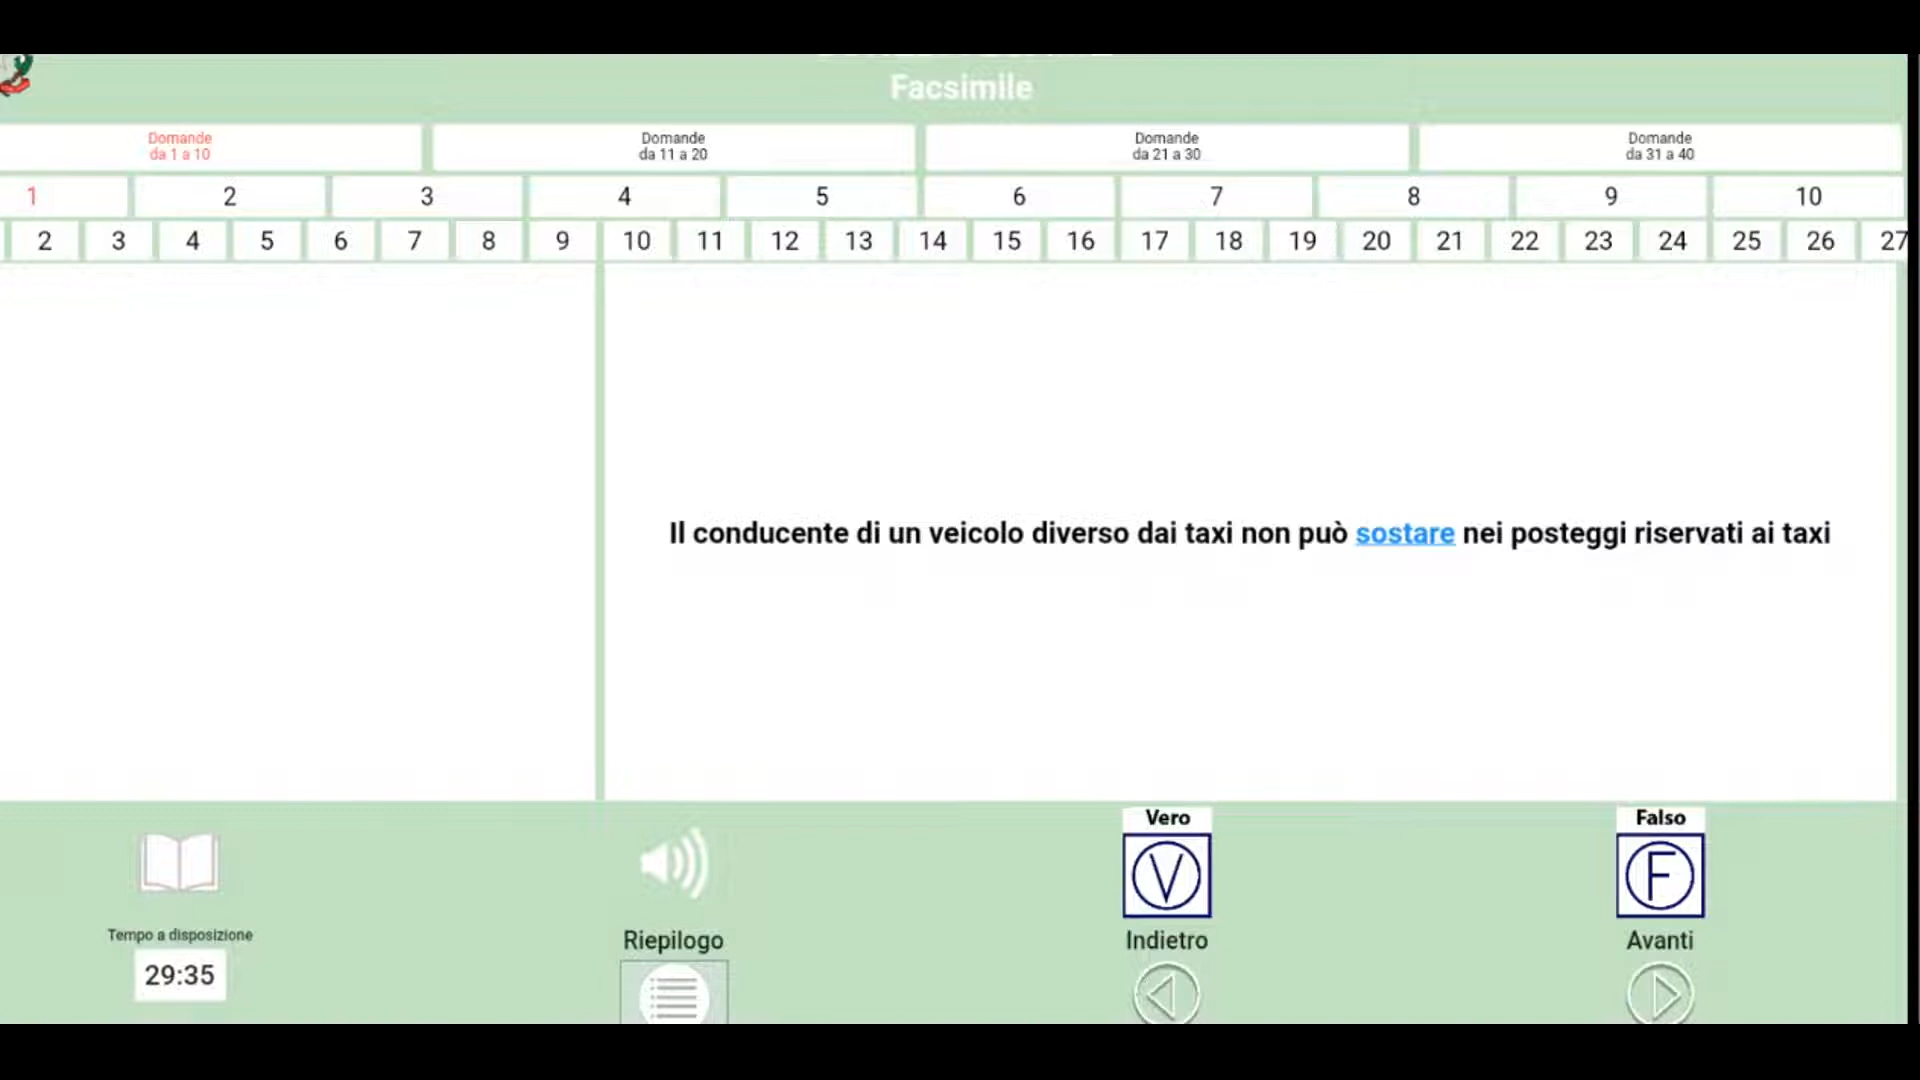 Facsimile
Domande
da 1 a 10
Domande
da 11 a 20
Domande
da 21 a 30
Domande
da 31 a 40
1 2 3 4 5 6 7 8 9 10
2 3 4 5 6 7 8 9 10 11 12 13 14 15 16 17 18 19 20 21 22 23 24 25 26 27
Il conducente di un veicolo diverso dai taxi non può sostare nei posteggi riservati ai taxi
Vero
V
Falso
F
Tempo a disposizione
29:35
Riepilogo
Indietro
Avanti